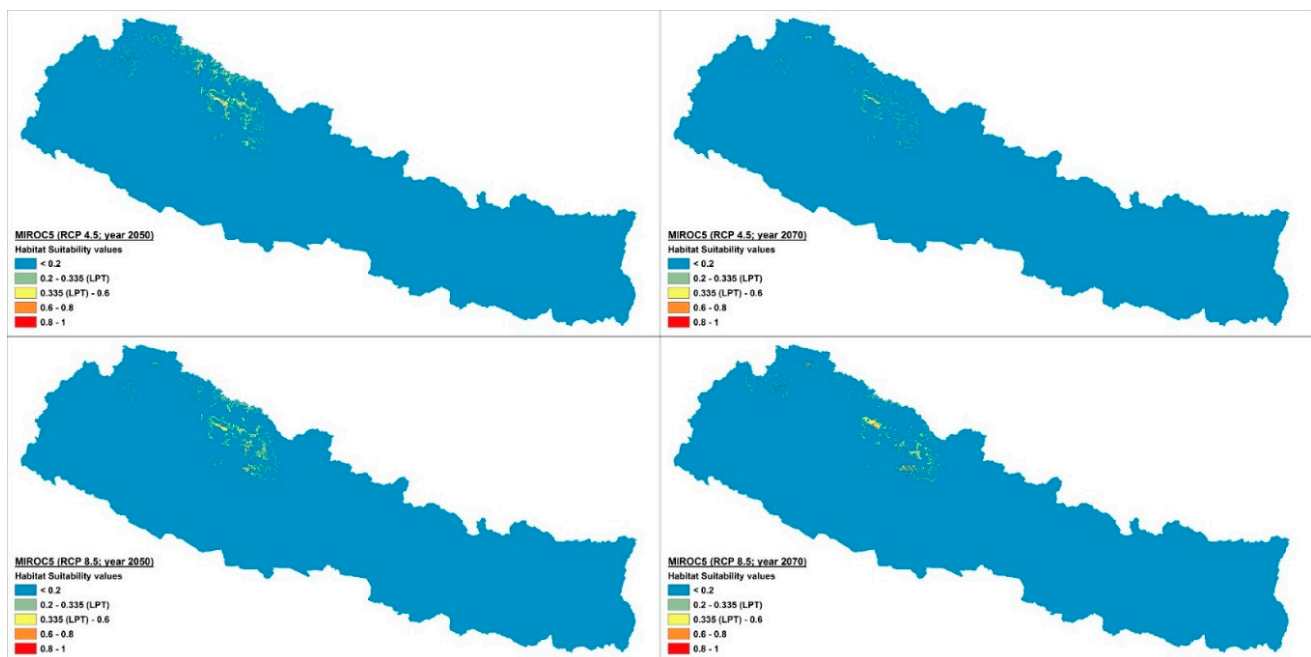 MIROC5 (RCP 4.5; year 2050)
Habitat Suitability values
< 0.2
0.2 - 0.335 (LPT)
0.335 (LPT) - 0.6
0.6 - 0.8
0.8 - 1
MIROC5 (RCP 4.5; year 2070)
Habitat Suitability values
< 0.2
0.2 - 0.335 (LPT)
0.335 (LPT) - 0.6
0.6 - 0.8
0.8 - 1
MIROC5 (RCP 8.5; year 2050)
Habitat Suitability values
< 0.2
0.2 - 0.335 (LPT)
0.335 (LPT) - 0.6
0.6 - 0.8
0.8 - 1
MIROC5 (RCP 8.5; year 2070)
Habitat Suitability values
< 0.2
0.2 - 0.335 (LPT)
0.335 (LPT) - 0.6
0.6 - 0.8
0.8 - 1